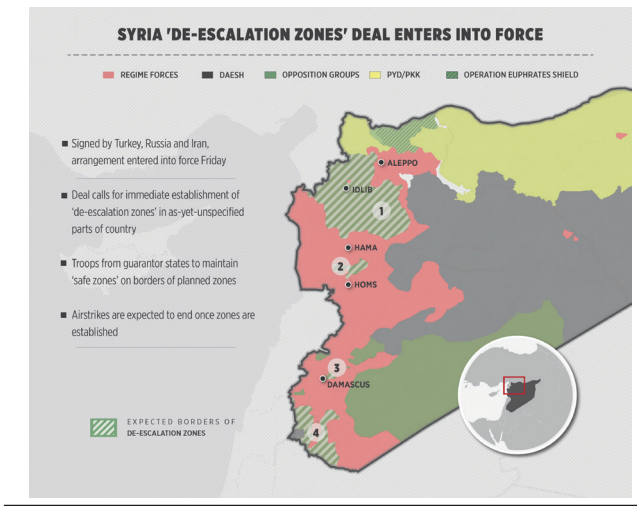 SYRIA 'DE-ESCALATION ZONES' DEAL ENTERS INTO FORCE
REGIME FORCES
DAESH
OPPOSITION GROUPS
PYD/PKK
OPERATION EUPHRATES SHIELD
■ Signed by Turkey, Russia and Iran,
arrangement entered into force Friday
■ Deal calls for immediate establishment of
'de-escalation zones' in as-yet-unspecified
parts of country
■ Troops from guarantor states to maintain
'safe zones' on borders of planned zones
■ Airstrikes are expected to end once zones are
established
ALEPPO
IDLIB
1
HAMA
2
HOMS
3
DAMASCUS
4
EXPECTED BORDERS OF
DE-ESCALATION ZONES